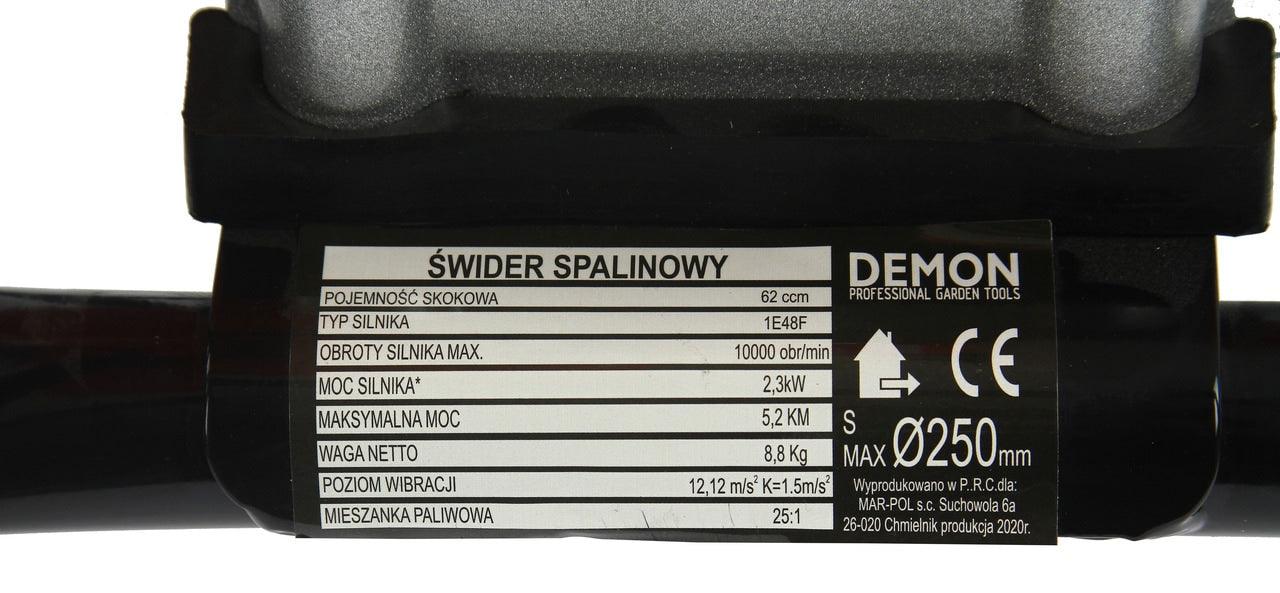 ŚWIDER SPALINOWY
POJEMNOŚĆ SKOKOWA 62 ccm
TYP SILNIKA 1E48F
OBROTY SILNIKA MAX. 10000 obr/min
MOC SILNIKA* 2,3kW
MAKSYMALNA MOC 5,2 KM
WAGA NETTO 8,8 Kg
POZIOM WIBRACJI 12,12 m/s² K=1.5m/s²
MIESZANKA PALIWOWA 25:1
DEMON
PROFESSIONAL GARDEN TOOLS
CE
S
MAX Ø250mm
Wyprodukowano w P..R.C.dla:
MAR-POL s.c. Suchowola 6a
26-020 Chmielnik produkcja 2020r.